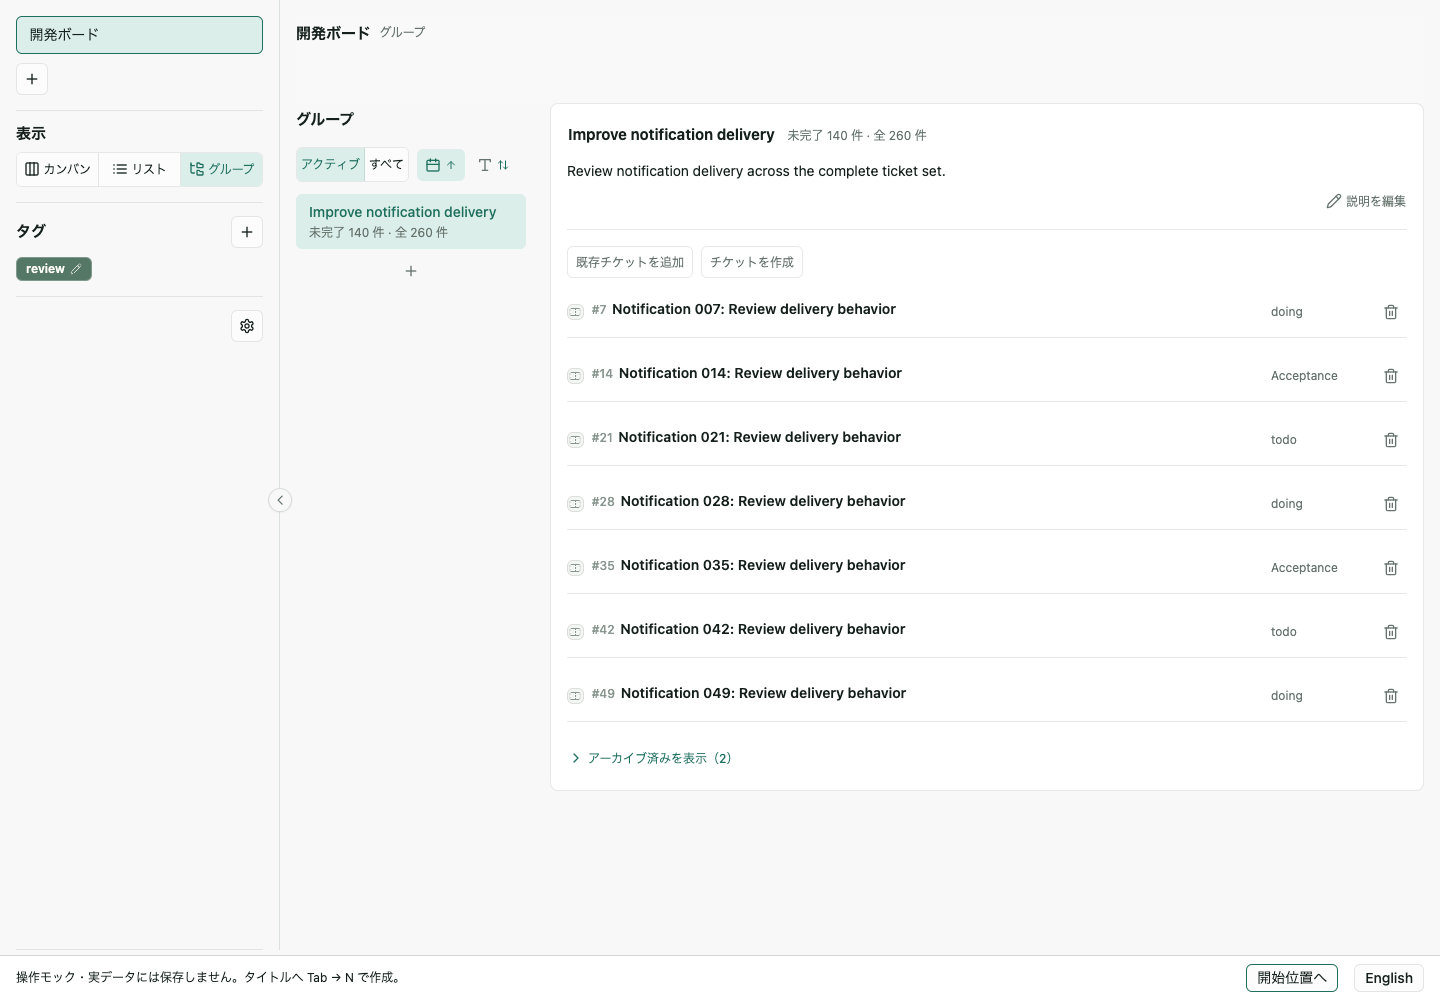 開発ボード
表示
カンバン
リスト
グループ
タグ
review
開発ボード グループ
グループ
アクティブ すべて
Improve notification delivery
未完了 140 件 · 全 260 件
Improve notification delivery 未完了 140 件 · 全 260 件
Review notification delivery across the complete ticket set.
説明を編集
既存チケットを追加 チケットを作成
#7 Notification 007: Review delivery behavior doing
#14 Notification 014: Review delivery behavior Acceptance
#21 Notification 021: Review delivery behavior todo
#28 Notification 028: Review delivery behavior doing
#35 Notification 035: Review delivery behavior Acceptance
#42 Notification 042: Review delivery behavior todo
#49 Notification 049: Review delivery behavior doing
アーカイブ済みを表示（2）
操作モック・実データには保存しません。タイトルへ Tab → N で作成。
開始位置へ
English